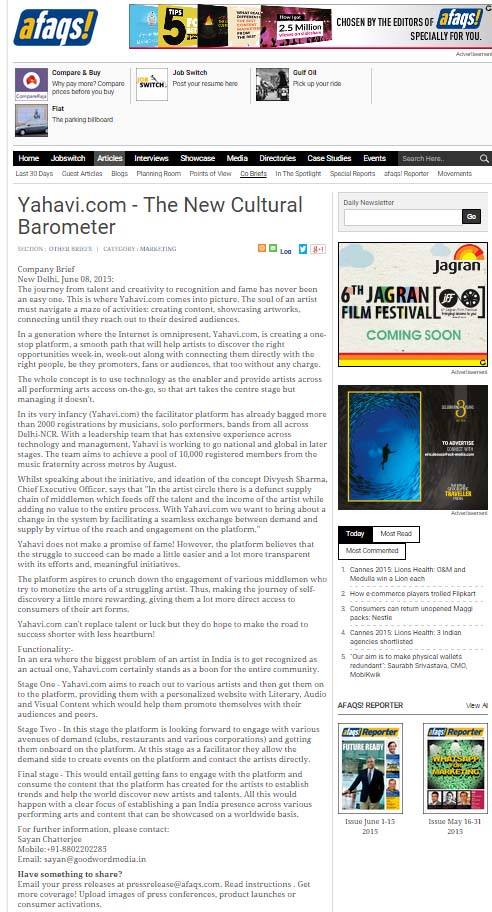 afaqs!
TIPS 5
How I got
2.5 Million
CHOSEN BY THE EDITORS OF afaqs!
SPECIALLY FOR YOU.
Advertisement
Compare & Buy
Why pay more? Compare
prices before you buy
CompareRaja
Job Switch
Post your resume here
Gulf Oil
Pick up your ride
Fiat
The parking billboard
Home Jobswitch Articles Interviews Showcase Media Directories Case Studies Events Search Here..
Last 30 Days Guest Articles Blogs Planning Room Points of View Co Briefs In The Spotlight Special Reports afaqs! Reporter Movements
Yahavi.com - The New Cultural
Barometer
SECTION : OTHER BRIEFS | CATEGORY : MARKETING
Company Brief
New Delhi, June 08, 2015:
The journey from talent and creativity to recognition and fame has never been
an easy one. This is where Yahavi.com comes into picture. The soul of an artist
must navigate a maze of activities: creating content, showcasing artworks,
connecting until they reach out to their desired audiences.
In a generation where the Internet is omnipresent, Yahavi.com, is creating a one-
stop platform, a smooth path that will help artists to discover the right
opportunities week-in, week-out along with connecting them directly with the
right people, be they promoters, fans or audiences, that too without any charge.
The whole concept is to use technology as the enabler and provide artists across
all performing arts access on-the-go, so that art takes the centre stage but
managing it doesn't.
In its very infancy (Yahavi.com) the facilitator platform has already bagged more
than 2000 registrations by musicians, solo performers, bands from all across
Delhi-NCR. With a leadership team that has extensive experience across
technology and management, Yahavi is working to go national and global in later
stages. The team aims to achieve a pool of 10,000 registered members from the
music fraternity across metros by August.
Whilst speaking about the initiative, and ideation of the concept Divyesh Sharma,
Chief Executive Officer, says that "In the artist circle there is a defunct supply
chain of middlemen which feeds off the talent and the income of the artist while
adding no value to the entire process. With Yahavi.com we want to bring about a
change in the system by facilitating a seamless exchange between demand and
supply by virtue of the reach and engagement on the platform."
Yahavi does not make a promise of fame! However, the platform believes that
the struggle to succeed can be made a little easier and a lot more transparent
with its efforts and, meaningful initiatives.
The platform aspires to crunch down the engagement of various middlemen who
try to monetize the arts of a struggling artist. Thus, making the journey of self-
discovery a little more rewarding, giving them a lot more direct access to
consumers of their art forms.
Yahavi.com can't replace talent or luck but they do hope to make the road to
success shorter with less heartburn!
Functionality:-
In an era where the biggest problem of an artist in India is to get recognized as
an actual one, Yahavi.com certainly stands as a boon for the entire community.
Stage One - Yahavi.com aims to reach out to various artists and then get them on
to the platform, providing them with a personalized website with Literary, Audio
and Visual Content which would help them promote themselves with their
audiences and peers.
Stage Two - In this stage the platform is looking forward to engage with various
avenues of demand (clubs, restaurants and various corporations) and getting
them onboard on the platform. At this stage as a facilitator they allow the
demand side to create events on the platform and contact the artists directly.
Final stage - This would entail getting fans to engage with the platform and
consume the content that the platform has created for the artists to establish
trends and help the world discover new artists and talents. All this would
happen with a clear focus of establishing a pan India presence across various
performing arts and content that can be showcased on a worldwide basis.
For further information, please contact:
Sayan Chatterjee
Mobile:+91-8802202285
Email: sayan@goodwordmedia.in
Have something to share?
Email your press releases at pressrelease@afaqs.com. Read instructions . Get
more coverage! Upload images of press conferences, product launches or
consumer activations.
Daily Newsletter
Go
Jagran
6TH JAGRAN
FILM FESTIVAL
JFF
COMING SOON
Advertisement
3
TO ADVERTISE
CONNECT WITH
TRAVELLER
Advertisement
Today Most Read
Most Commented
1. Cannes 2015: Lions Health: O&M and
Medulla win a Lion each
2. How e-commerce players trolled Flipkart
3. Consumers can return unopened Maggi
packs: Nestle
4. Cannes 2015: Lions Health: 3 Indian
agencies shortlisted
5. "Our aim is to make physical wallets
redundant": Saurabh Srivastava, CMO,
MobiKwik
AFAQS! REPORTER View All
afaqs! Reporter
FUTURE READY
Issue June 1-15
2015
afaqs! Reporter
WHATSAPP
FOR
MARKETING
Issue May 16-31
2015